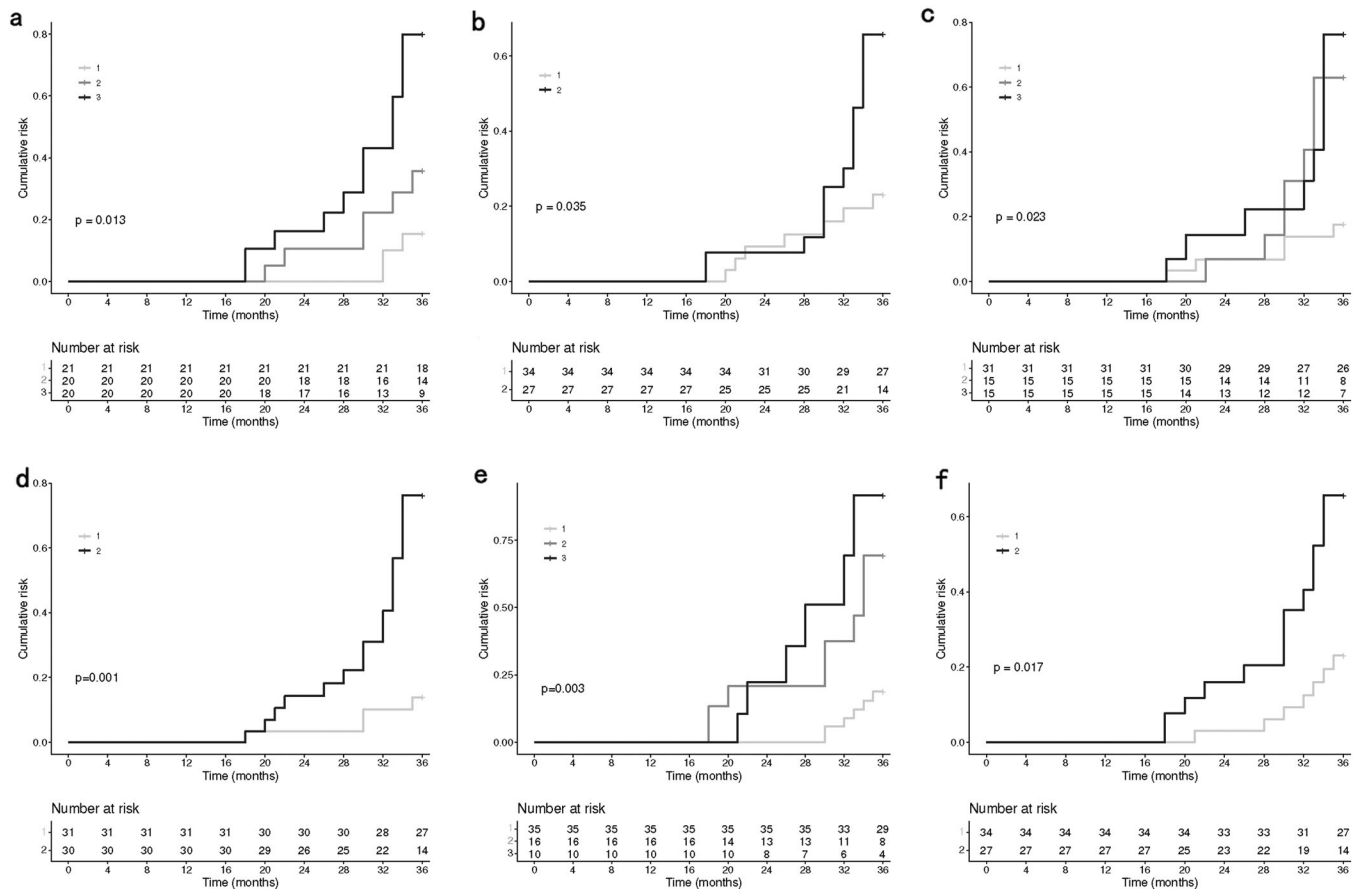 a
0.8
0.6
0.4
0.2
0.0
Cumulative risk
1
2
3
p = 0.013
0 4 8 12 16 20 24 28 32 36
Time (months)
Number at risk
1 21 21 21 21 21 21 21 21 21 18
2 20 20 20 20 20 20 18 18 16 14
3 20 20 20 20 20 18 17 16 13 9
0 4 8 12 16 20 24 28 32 36
Time (months)
b
0.6
0.4
0.2
0.0
Cumulative risk
1
2
p = 0.035
0 4 8 12 16 20 24 28 32 36
Time (months)
Number at risk
1 34 34 34 34 34 34 31 30 29 27
2 27 27 27 27 27 25 25 25 21 14
0 4 8 12 16 20 24 28 32 36
Time (months)
c
0.8
0.6
0.4
0.2
0.0
Cumulative risk
1
2
3
p = 0.023
0 4 8 12 16 20 24 28 32 36
Time (months)
Number at risk
1 31 31 31 31 31 30 29 29 27 26
2 15 15 15 15 15 15 14 14 11 8
3 15 15 15 15 15 14 13 12 12 7
0 4 8 12 16 20 24 28 32 36
Time (months)
d
0.8
0.6
0.4
0.2
0.0
Cumulative risk
1
2
p=0.001
0 4 8 12 16 20 24 28 32 36
Time (months)
Number at risk
1 31 31 31 31 31 30 30 30 28 27
2 30 30 30 30 30 29 26 25 22 14
0 4 8 12 16 20 24 28 32 36
Time (months)
e
0.75
0.50
0.25
0.00
Cumulative risk
1
2
3
p=0.003
0 4 8 12 16 20 24 28 32 36
Time (months)
Number at risk
1 35 35 35 35 35 35 35 35 33 29
2 16 16 16 16 16 14 13 13 11 8
3 10 10 10 10 10 10 8 7 6 4
0 4 8 12 16 20 24 28 32 36
Time (months)
f
0.6
0.4
0.2
0.0
Cumulative risk
1
2
p = 0.017
0 4 8 12 16 20 24 28 32 36
Time (months)
Number at risk
1 34 34 34 34 34 34 33 33 31 27
2 27 27 27 27 27 25 23 22 19 14
0 4 8 12 16 20 24 28 32 36
Time (months)